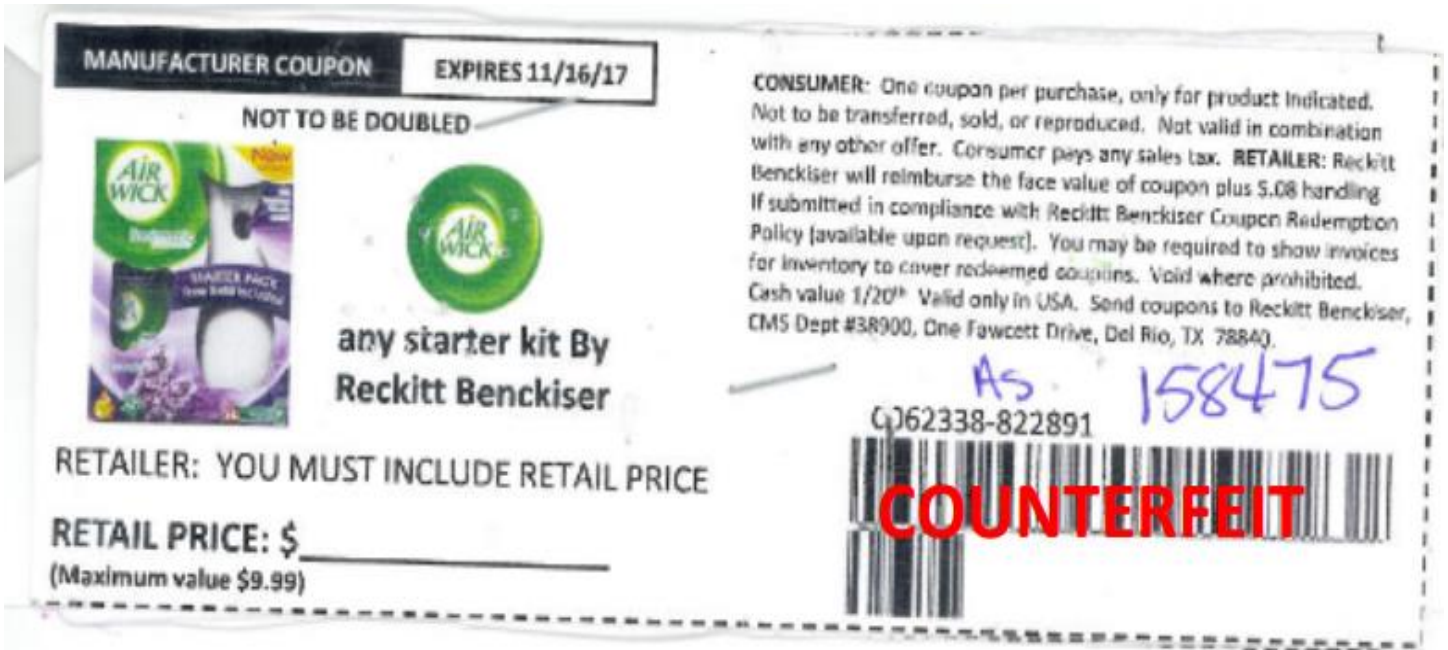 MANUFACTURER COUPON
EXPIRES 11/16/17
NOT TO BE DOUBLED
AIR
WICK
Now
STARTER PACK
AIR
WICK
any starter kit By
Reckitt Benckiser
RETAILER: YOU MUST INCLUDE RETAIL PRICE
RETAIL PRICE: $
(Maximum value $9.99)
CONSUMER: One coupon per purchase, only for product indicated.
Not to be transferred, sold, or reproduced. Not valid in combination
with any other offer. Consumer pays any sales tax. RETAILER: Reckitt
Benckiser will reimburse the face value of coupon plus $.08 handling
if submitted in compliance with Reckitt Benckiser Coupon Redemption
Policy (available upon request). You may be required to show invoices
for inventory to cover redeemed coupons. Void where prohibited.
Cash value 1/20th Valid only in USA. Send coupons to Reckitt Benckiser,
CMS Dept #38900, One Fawcett Drive, Del Rio, TX 78840.
AS 158475
0062338-822891
COUNTERFEIT